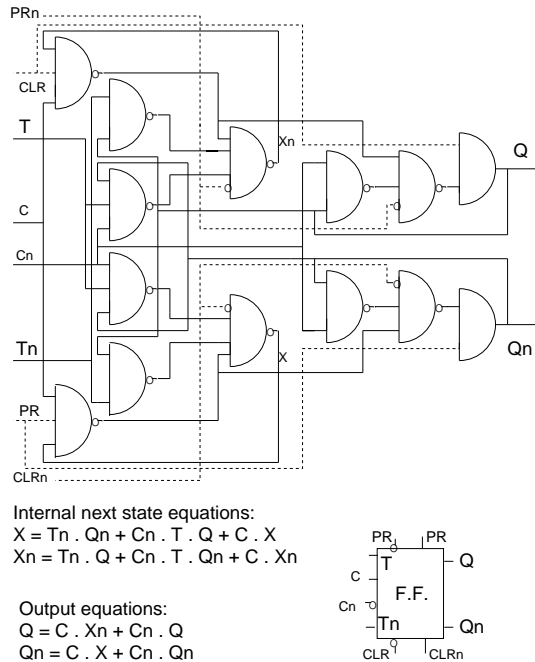 PRn
CLR
T
Xn
Q
C
Cn
Tn
X
Qn
PR
CLRn
Internal next state equations:
X = Tn . Qn + Cn . T . Q + C . X
Xn = Tn . Q + Cn . T . Qn + C . Xn
Output equations:
Q = C . Xn + Cn . Q
Qn = C . X + Cn . Qn
PR PR
T
Q
C
F.F.
Cn
Tn
Qn
CLR CLRn